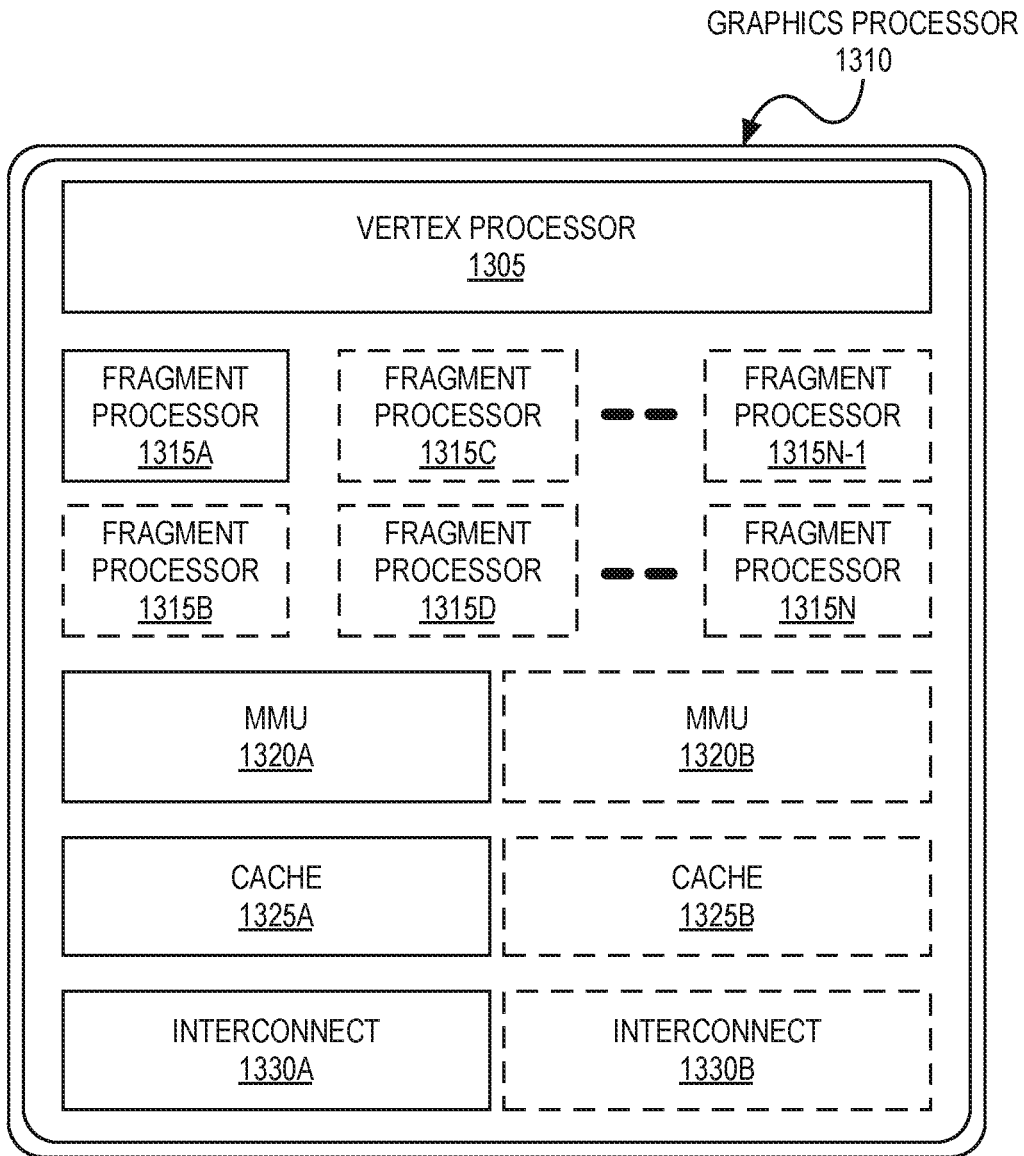 GRAPHICS PROCESSOR
1310
VERTEX PROCESSOR
1305
FRAGMENT
PROCESSOR
1315A
FRAGMENT
PROCESSOR
1315C
FRAGMENT
PROCESSOR
1315N-1
FRAGMENT
PROCESSOR
1315B
FRAGMENT
PROCESSOR
1315D
FRAGMENT
PROCESSOR
1315N
MMU
1320A
MMU
1320B
CACHE
1325A
CACHE
1325B
INTERCONNECT
1330A
INTERCONNECT
1330B